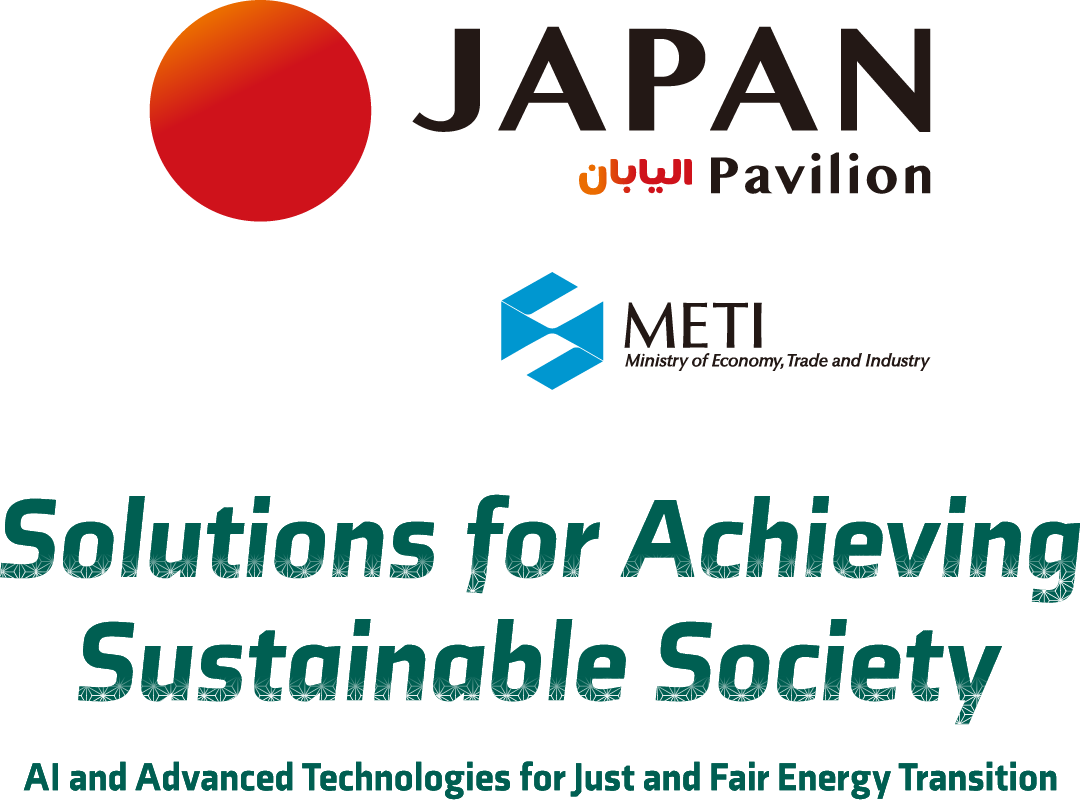 JAPAN
اليابان Pavilion
METI
Ministry of Economy, Trade and Industry
Solutions for Achieving
Sustainable Society
AI and Advanced Technologies for Just and Fair Energy Transition